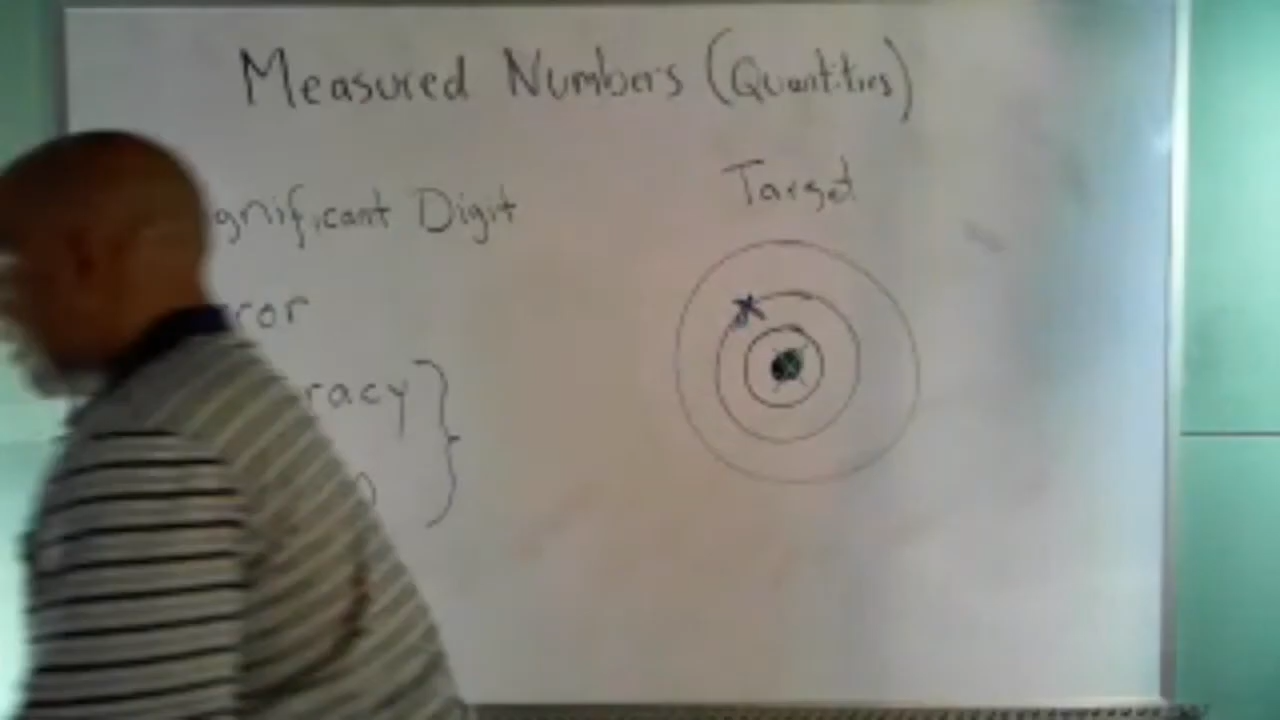 Measured Numbers (Quantities)
Target
gnificant Digit
ror
racy